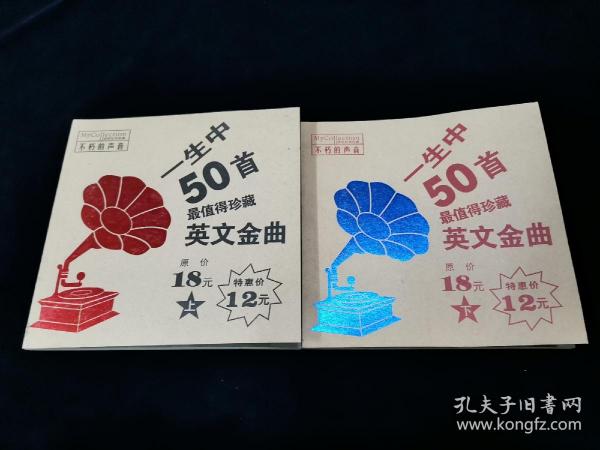 MyCollection
不朽的声音
一生中
50首
最值得珍藏
英文金曲
原价
18元
上
特惠价
12元
MyCollection
不朽的声音
一生中
50首
最值得珍藏
英文金曲
原价
18元
下
特惠价
12元
孔夫子旧书网
www.kongfz.com